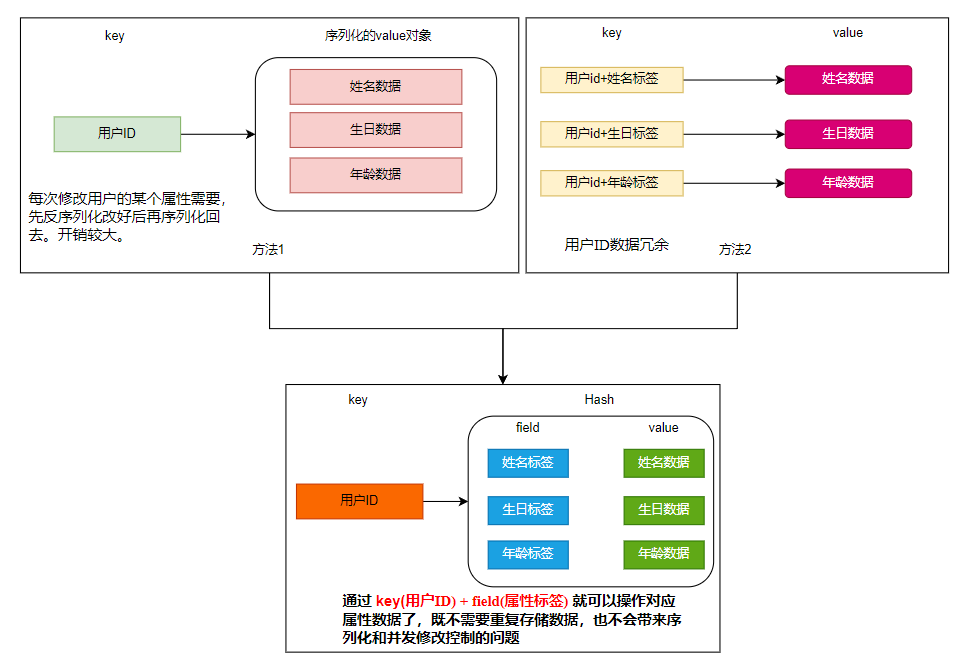 key
序列化的value对象
姓名数据
用户ID
生日数据
年龄数据
每次修改用户的某个属性需要，
先反序列化改好后再序列化回
去。开销较大。
方法1
key
value
用户id+姓名标签
姓名数据
用户id+生日标签
生日数据
用户id+年龄标签
年龄数据
用户ID数据冗余
方法2
key
Hash
field
value
姓名标签
姓名数据
用户ID
生日标签
生日数据
年龄标签
年龄数据
通过 key(用户ID) + field(属性标签) 就可以操作对应
属性数据了，既不需要重复存储数据，也不会带来序
列化和并发修改控制的问题